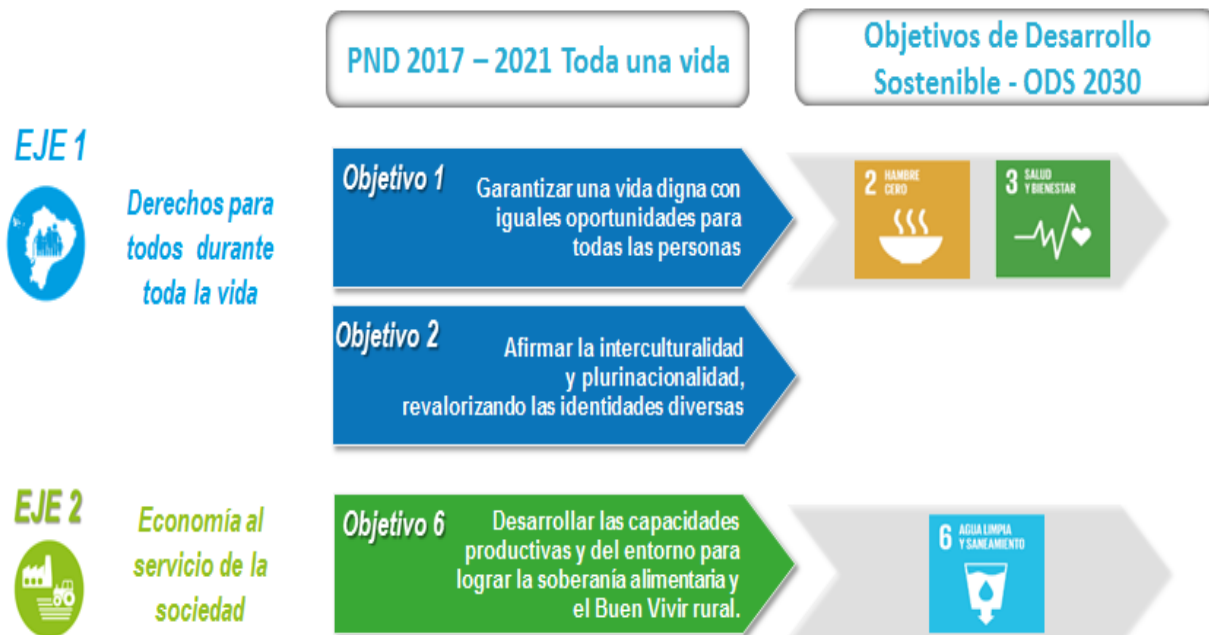 PND 2017 – 2021 Toda una vida
Objetivos de Desarrollo
Sostenible - ODS 2030
EJE 1
Derechos para
todos durante
toda la vida
Objetivo 1
Garantizar una vida digna con
iguales oportunidades para
todas las personas
2 HAMBRE
CERO
3 SALUD
Y BIENESTAR
Objetivo 2
Afirmar la interculturalidad
y plurinacionalidad,
revalorizando las identidades diversas
EJE 2
Economía al
servicio de la
sociedad
Objetivo 6
Desarrollar las capacidades
productivas y del entorno para
lograr la soberanía alimentaria y
el Buen Vivir rural.
6 AGUA LIMPIA
Y SANEAMIENTO